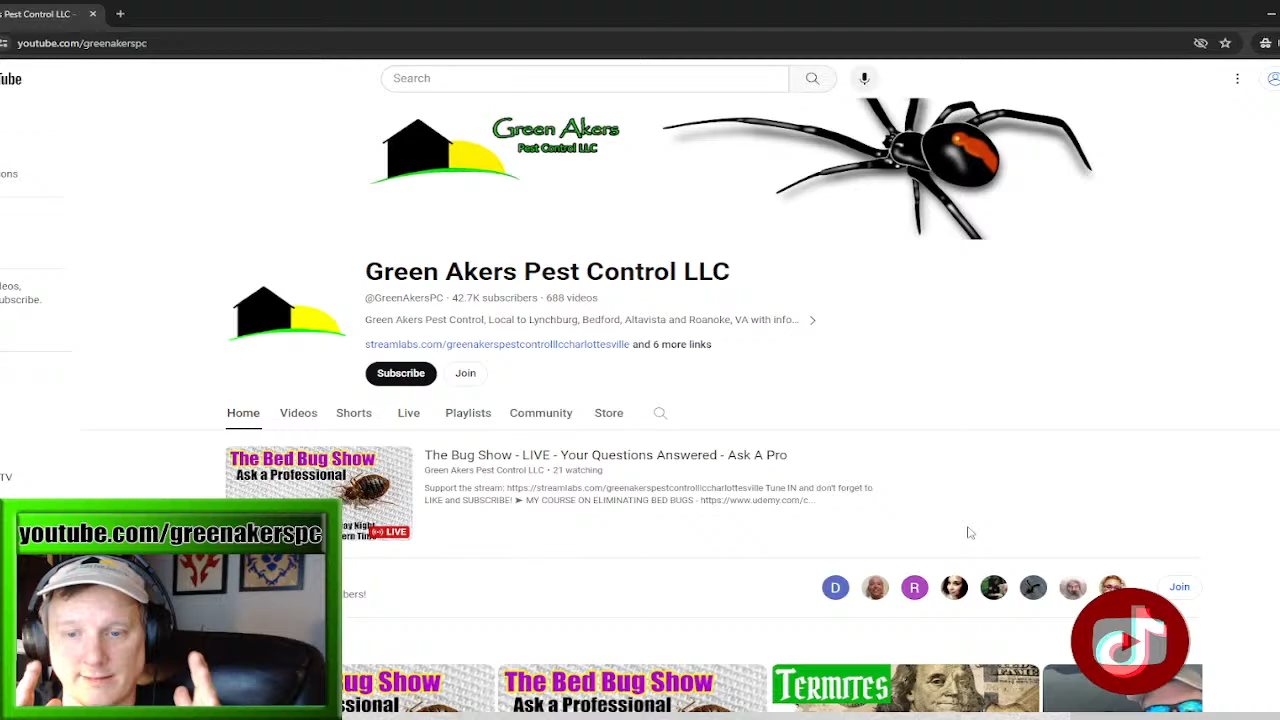 s Pest Control LLC -
youtube.com/greenakerspc
Tube
Search
Green Akers
Pest Control LLC
ons
Green Akers Pest Control LLC
@GreenAkersPC · 42.7K subscribers · 688 videos
Green Akers Pest Control, Local to Lynchburg, Bedford, Altavista and Roanoke, VA with info...
eos,
ubscribe.
streamlabs.com/greenakerspestcontrolllccharlottesville and 6 more links
Subscribe
Join
Home
Videos
Shorts
Live
Playlists
Community
Store
The Bed Bug Show
Ask a Professional
ay Night
ern Time
LIVE
The Bug Show - LIVE - Your Questions Answered - Ask A Pro
Green Akers Pest Control LLC • 21 watching
Support the stream: https://streamlabs.com/greenakerspestcontrolllccharlottesville Tune IN and don't forget to
LIKE and SUBSCRIBE! ➤ MY COURSE ON ELIMINATING BED BUGS - https://www.udemy.com/c...
TV
youtube.com/greenakerspc
bers!
D
R
Join
ug Show
rofessional
The Bed Bug Show
Ask a Professional
TERMITES